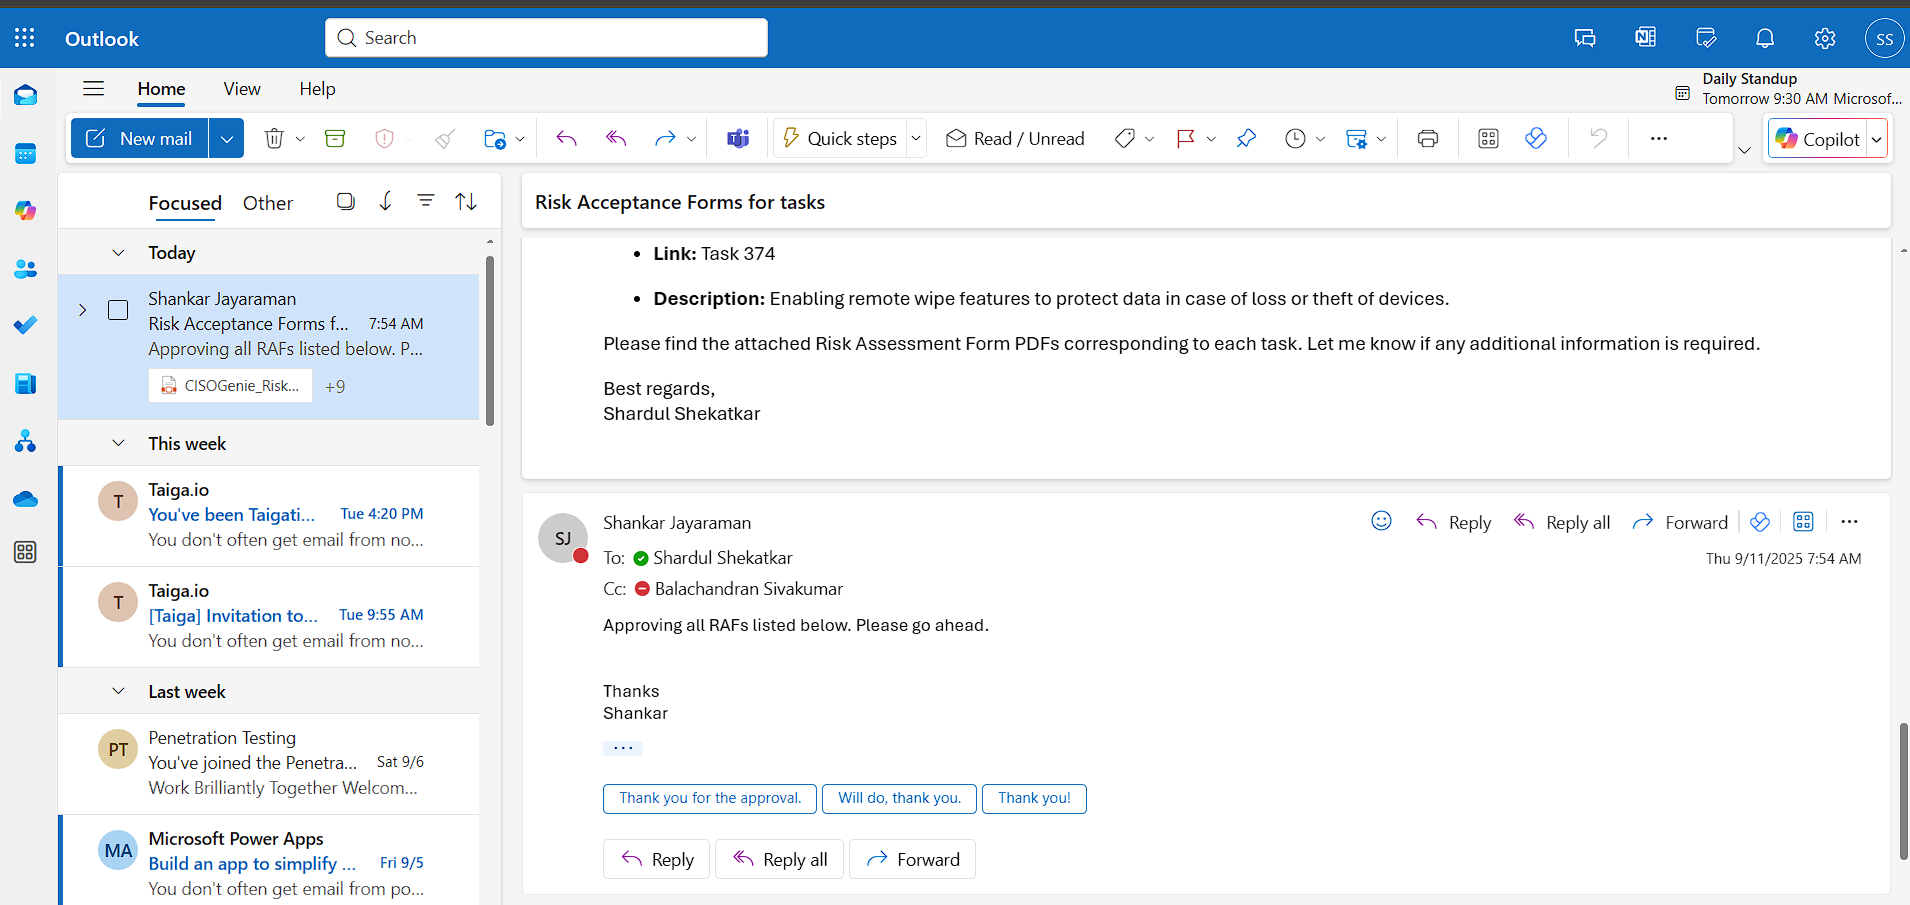 Outlook
Search
SS
Home
View
Help
Daily Standup
Tomorrow 9:30 AM Microsof...
New mail
Quick steps
Read / Unread
Copilot
Focused
Other
Today
Shankar Jayaraman
Risk Acceptance Forms f...
7:54 AM
Approving all RAFs listed below. P...
CISOGenie_Risk...
+9
This week
T
Taiga.io
You've been Taigati...
Tue 4:20 PM
You don't often get email from no...
T
Taiga.io
[Taiga] Invitation to...
Tue 9:55 AM
You don't often get email from no...
Last week
PT
Penetration Testing
You've joined the Penetra...
Sat 9/6
Work Brilliantly Together Welcom...
MA
Microsoft Power Apps
Build an app to simplify ...
Fri 9/5
You don't often get email from po...
Risk Acceptance Forms for tasks
• Link: Task 374
• Description: Enabling remote wipe features to protect data in case of loss or theft of devices.
Please find the attached Risk Assessment Form PDFs corresponding to each task. Let me know if any additional information is required.
Best regards,
Shardul Shekatkar
SJ
Shankar Jayaraman
Reply
Reply all
Forward
To: Shardul Shekatkar
Thu 9/11/2025 7:54 AM
Cc: Balachandran Sivakumar
Approving all RAFs listed below. Please go ahead.
Thanks
Shankar
...
Thank you for the approval.
Will do, thank you.
Thank you!
Reply
Reply all
Forward